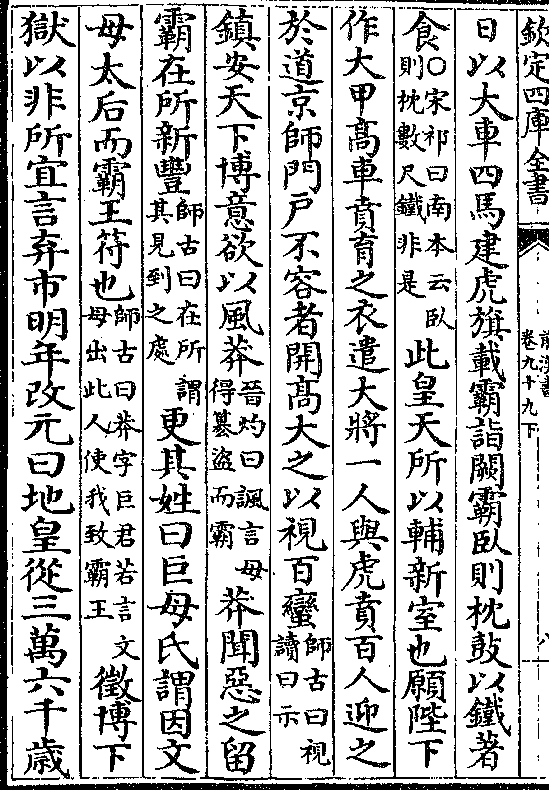 欽定四庫全書
前漢書
卷九十九下
八
日以大車四馬建虎旗載霸詣闕霸臥則枕鼓以鐵著
食○宋祁曰南本云臥則枕數尺鐵非是此皇天所以輔新室也願陛下
作大甲髙車賁育之衣遣大將一人與虎賁百人迎之
於道京師門戸不容者開髙大之以視百蠻師古曰視讀曰示
鎮安天下博意欲以風莽晉灼曰諷言毋得篡盜而霸莽聞惡之留
霸在所新豐師古曰在所謂其見到之處更其姓曰巨母氏謂因文
母太后而霸王符也師古曰莽字巨君若言文母出此人使我致霸王徵博下
獄以非所宜言弃市明年改元曰地皇從三萬六千歲